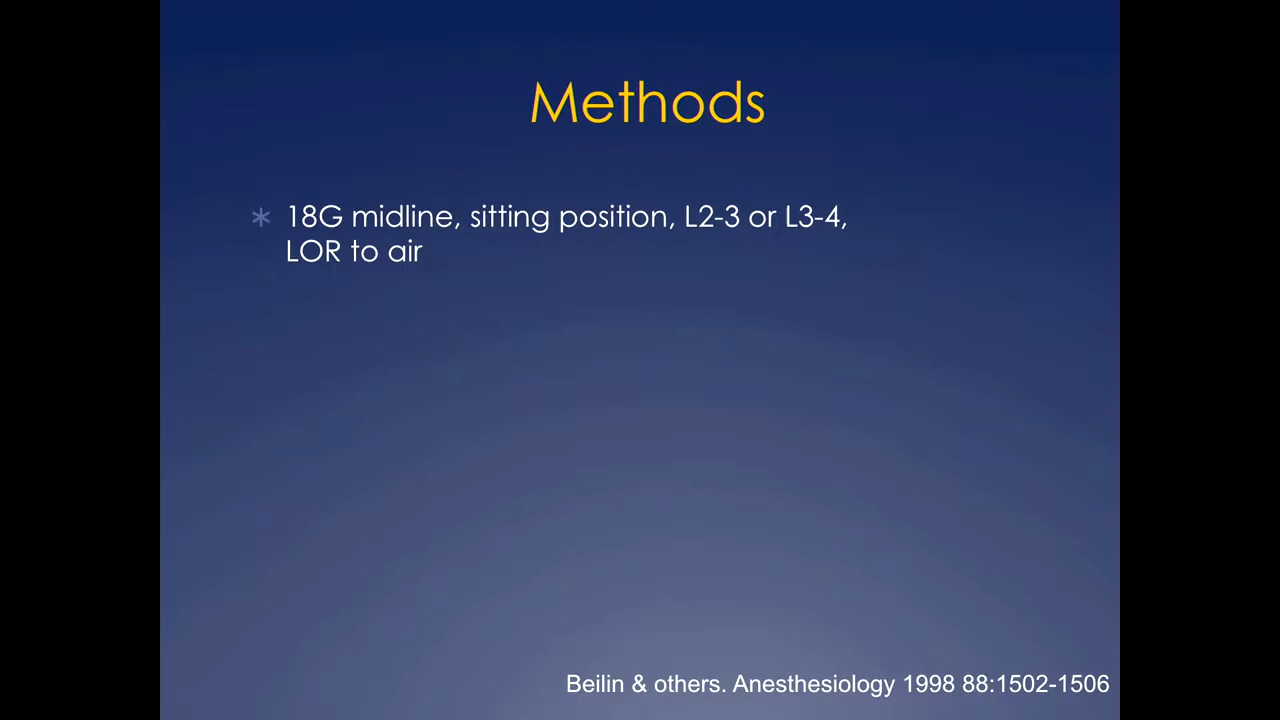 Methods
* 18G midline, sitting position, L2-3 or L3-4,
LOR to air
Beilin & others. Anesthesiology 1998 88:1502-1506